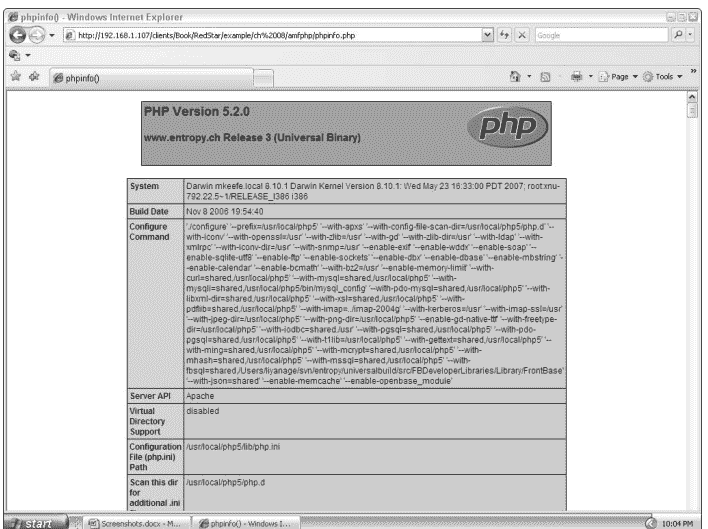 phpinfo() - Windows Internet Explorer
http://192.168.1.107/clients/Book/RedStar/example/ch%2008/amfphp/phpinfo.php
Google
phpinfo()
Page
Tools
PHP Version 5.2.0
php
www.entropy.ch Release 3 (Universal Binary)
System
Darwin mkeefe.local 8.10.1 Darwin Kernel Version 8.10.1: Wed May 23 16:33:00 PDT 2007; root:xnu-
792.22.5~1/RELEASE_I386 i386
Build Date
Nov 8 2006 19:54:40
Configure
Command
'./configure' '--prefix=/usr/local/php5' '--with-apxs' '--with-config-file-scan-dir=/usr/local/php5/php.d' '--
with-iconv' '--with-openssl=/usr' '--with-zlib=/usr' '--with-gd' '--with-zlib-dir=/usr' '--with-ldap' '--with-
xmlrpc' '--with-iconv-dir=/usr' '--with-snmp=/usr' '--enable-exif' '--enable-wddx' '--enable-soap' '--
enable-sqlite-utf8' '--enable-ftp' '--enable-sockets' '--enable-dbx' '--enable-dbase' '--enable-mbstring' '-
-enable-calendar' '--enable-bcmath' '--with-bz2=/usr' '--enable-memory-limit' '--with-
curl=shared,/usr/local/php5' '--with-mysql=shared,/usr/local/php5' '--with-
mysqli=shared,/usr/local/php5/bin/mysql_config' '--with-pdo-mysql=shared,/usr/local/php5' '--with-
libxml-dir=shared,/usr/local/php5' '--with-xsl=shared,/usr/local/php5' '--with-
pdflib=shared,/usr/local/php5' '--with-imap=../imap-2004g' '--with-kerberos=/usr' '--with-imap-ssl=/usr'
'--with-jpeg-dir=/usr/local/php5' '--with-png-dir=/usr/local/php5' '--enable-gd-native-ttf' '--with-freetype-
dir=/usr/local/php5' '--with-iodbc=shared,/usr' '--with-pgsql=shared,/usr/local/php5' '--with-pdo-
pgsql=shared,/usr/local/php5' '--with-t1lib=/usr/local/php5' '--with-gettext=shared,/usr/local/php5' '--
with-ming=shared,/usr/local/php5' '--with-mcrypt=shared,/usr/local/php5' '--with-
mhash=shared,/usr/local/php5' '--with-mssql=shared,/usr/local/php5' '--with-
fbsql=shared,/Users/liyanage/svn/entropy/universalbuild/src/FBDeveloperLibraries/Library/FrontBase'
'--with-json=shared' '--enable-memcache' '--enable-openbase_module'
Server API
Apache
Virtual
Directory
Support
disabled
Configuration
File (php.ini)
Path
/usr/local/php5/lib/php.ini
Scan this dir
for
additional .ini
/usr/local/php5/php.d
start
Screenshots.docx - M...
phpinfo() - Windows I...
10:04 PM